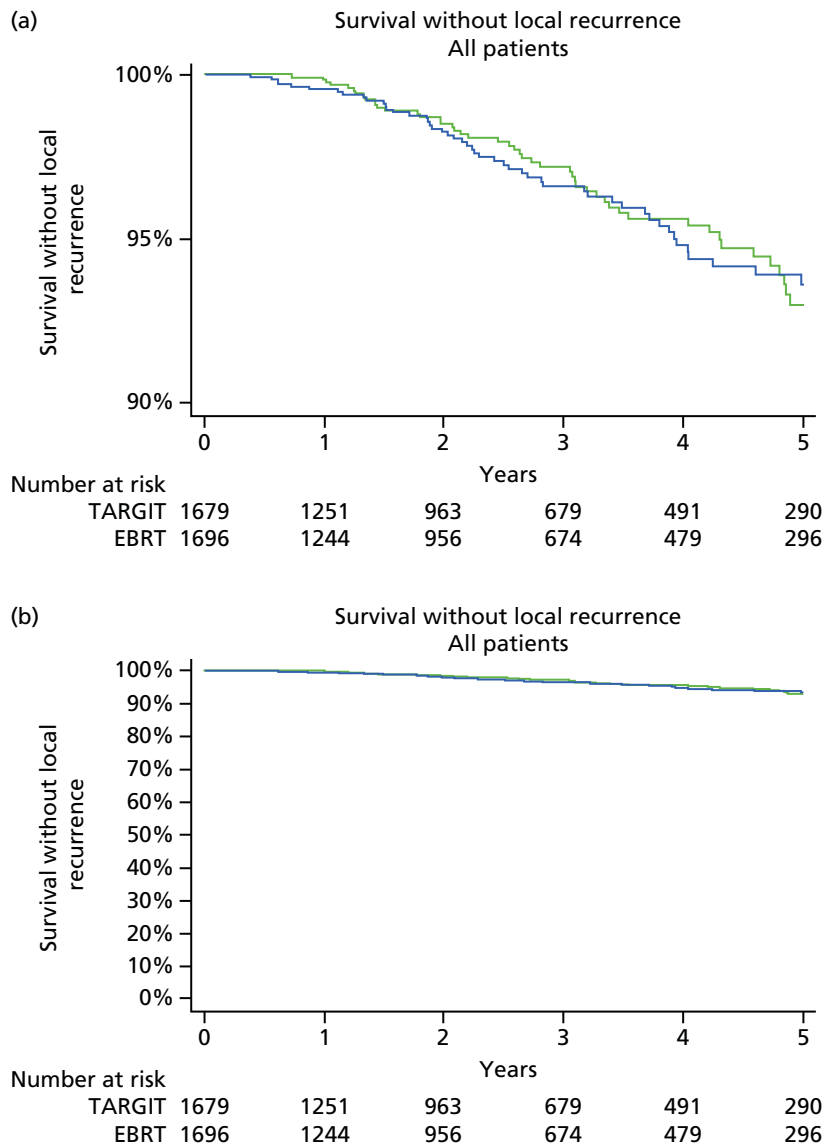 (a)
Survival without local recurrence
All patients
Survival without local
recurrence
100%
95%
90%
0 1 2 3 4 5
Years
Number at risk
TARGIT 1679 1251 963 679 491 290
EBRT 1696 1244 956 674 479 296
(b)
Survival without local recurrence
All patients
Survival without local
recurrence
100%
90%
80%
70%
60%
50%
40%
30%
20%
10%
0%
0 1 2 3 4 5
Years
Number at risk
TARGIT 1679 1251 963 679 491 290
EBRT 1696 1244 956 674 479 296